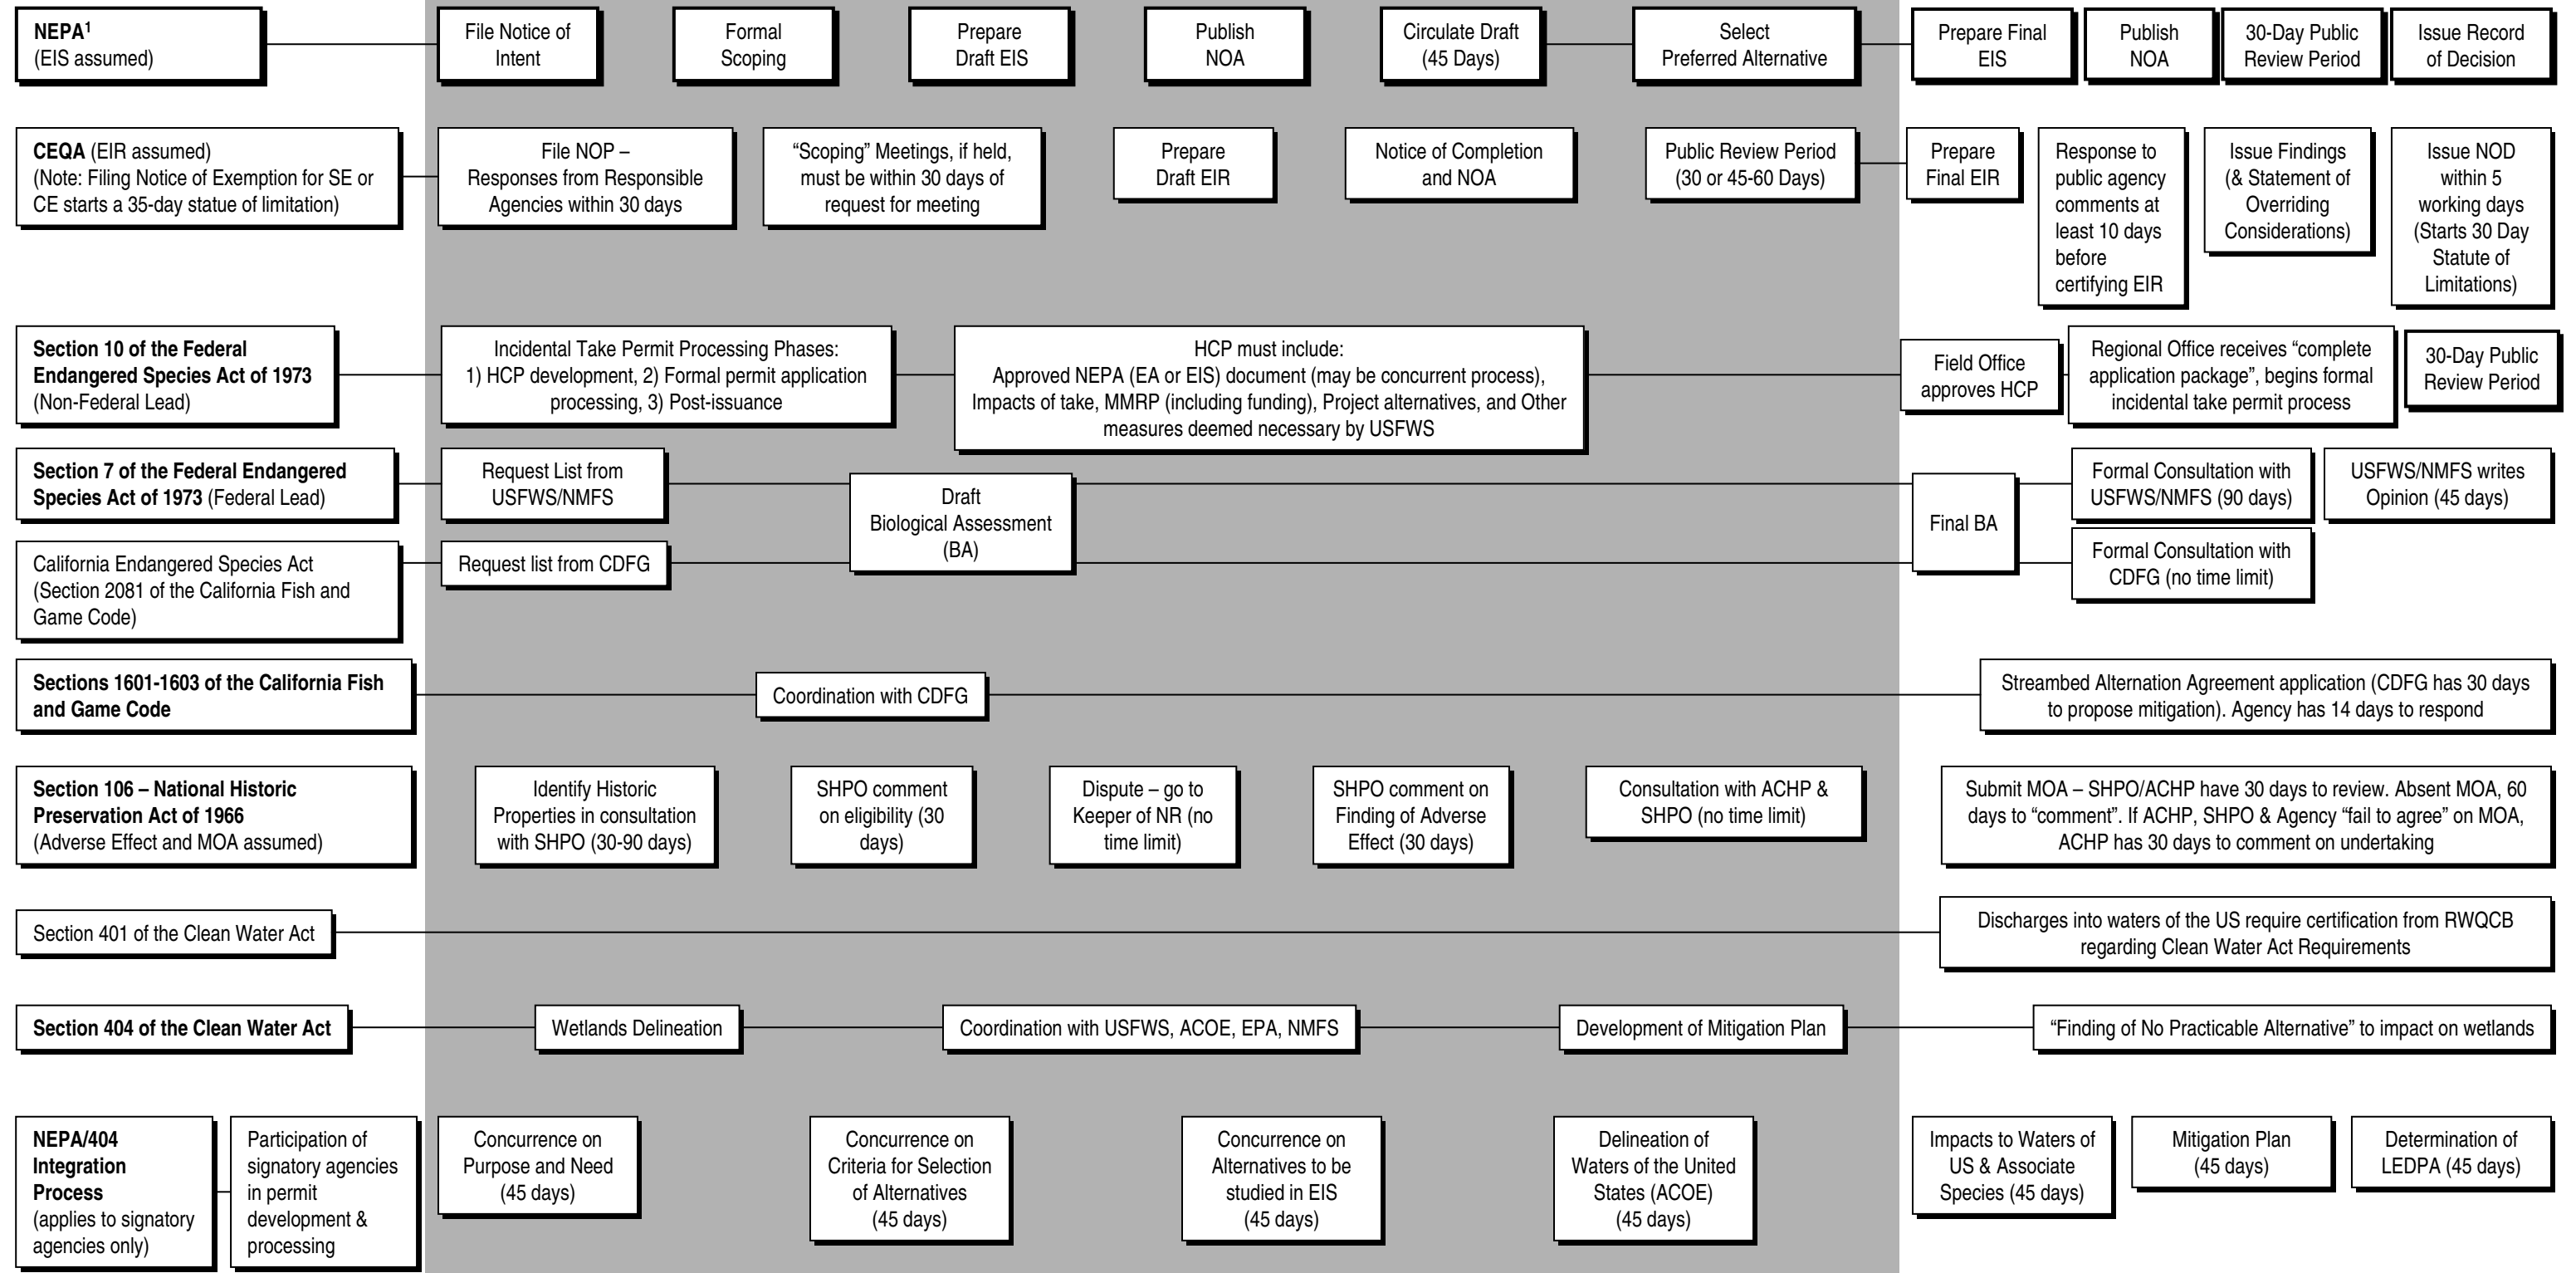 NEPA¹
(EIS assumed)
File Notice of
Intent
Formal
Scoping
Prepare
Draft EIS
Publish
NOA
Circulate Draft
(45 Days)
Select
Preferred Alternative
Prepare Final
EIS
Publish
NOA
30-Day Public
Review Period
Issue Record
of Decision
CEQA (EIR assumed)
(Note: Filing Notice of Exemption for SE or
CE starts a 35-day statue of limitation)
File NOP –
Responses from Responsible
Agencies within 30 days
“Scoping” Meetings, if held,
must be within 30 days of
request for meeting
Prepare
Draft EIR
Notice of Completion
and NOA
Public Review Period
(30 or 45-60 Days)
Prepare
Final EIR
Response to
public agency
comments at
least 10 days
before
certifying EIR
Issue Findings
(& Statement of
Overriding
Considerations)
Issue NOD
within 5
working days
(Starts 30 Day
Statute of
Limitations)
Section 10 of the Federal
Endangered Species Act of 1973
(Non-Federal Lead)
Incidental Take Permit Processing Phases:
1) HCP development, 2) Formal permit application
processing, 3) Post-issuance
HCP must include:
Approved NEPA (EA or EIS) document (may be concurrent process),
Impacts of take, MMRP (including funding), Project alternatives, and Other
measures deemed necessary by USFWS
Field Office
approves HCP
Regional Office receives “complete
application package”, begins formal
incidental take permit process
30-Day Public
Review Period
Section 7 of the Federal Endangered
Species Act of 1973 (Federal Lead)
Request List from
USFWS/NMFS
Draft
Biological Assessment
(BA)
Final BA
Formal Consultation with
USFWS/NMFS (90 days)
USFWS/NMFS writes
Opinion (45 days)
California Endangered Species Act
(Section 2081 of the California Fish and
Game Code)
Request list from CDFG
Formal Consultation with
CDFG (no time limit)
Sections 1601-1603 of the California Fish
and Game Code
Coordination with CDFG
Streambed Alternation Agreement application (CDFG has 30 days
to propose mitigation). Agency has 14 days to respond
Section 106 – National Historic
Preservation Act of 1966
(Adverse Effect and MOA assumed)
Identify Historic
Properties in consultation
with SHPO (30-90 days)
SHPO comment
on eligibility (30
days)
Dispute – go to
Keeper of NR (no
time limit)
SHPO comment on
Finding of Adverse
Effect (30 days)
Consultation with ACHP &
SHPO (no time limit)
Submit MOA – SHPO/ACHP have 30 days to review. Absent MOA, 60
days to “comment”. If ACHP, SHPO & Agency “fail to agree” on MOA,
ACHP has 30 days to comment on undertaking
Section 401 of the Clean Water Act
Discharges into waters of the US require certification from RWQCB
regarding Clean Water Act Requirements
Section 404 of the Clean Water Act
Wetlands Delineation
Coordination with USFWS, ACOE, EPA, NMFS
Development of Mitigation Plan
“Finding of No Practicable Alternative” to impact on wetlands
NEPA/404
Integration
Process
(applies to signatory
agencies only)
Participation of
signatory agencies
in permit
development &
processing
Concurrence on
Purpose and Need
(45 days)
Concurrence on
Criteria for Selection
of Alternatives
(45 days)
Concurrence on
Alternatives to be
studied in EIS
(45 days)
Delineation of
Waters of the United
States (ACOE)
(45 days)
Impacts to Waters of
US & Associate
Species (45 days)
Mitigation Plan
(45 days)
Determination of
LEDPA (45 days)